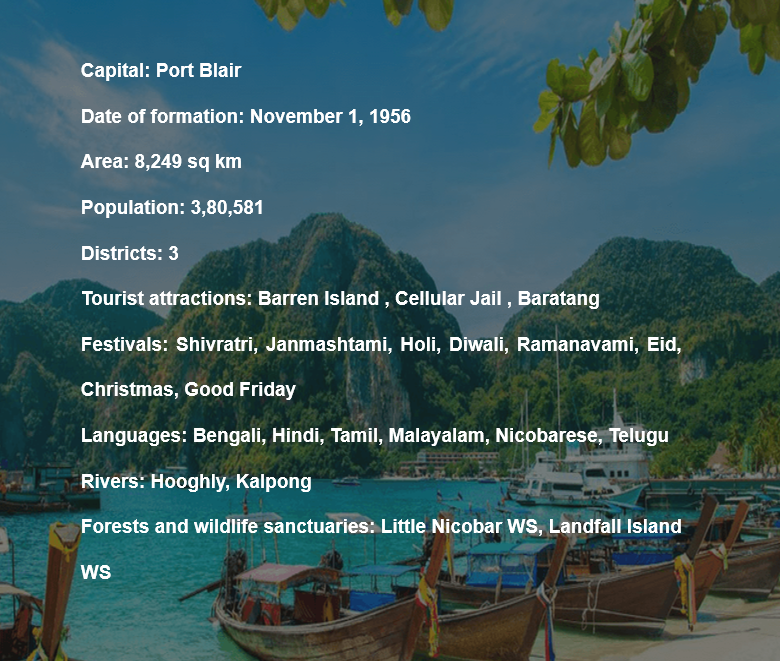 Capital: Port Blair
Date of formation: November 1, 1956
Area: 8,249 sq km
Population: 3,80,581
Districts: 3
Tourist attractions: Barren Island , Cellular Jail , Baratang
Festivals: Shivratri, Janmashtami, Holi, Diwali, Ramanavami, Eid,
Christmas, Good Friday
Languages: Bengali, Hindi, Tamil, Malayalam, Nicobarese, Telugu
Rivers: Hooghly, Kalpong
Forests and wildlife sanctuaries: Little Nicobar WS, Landfall Island
WS